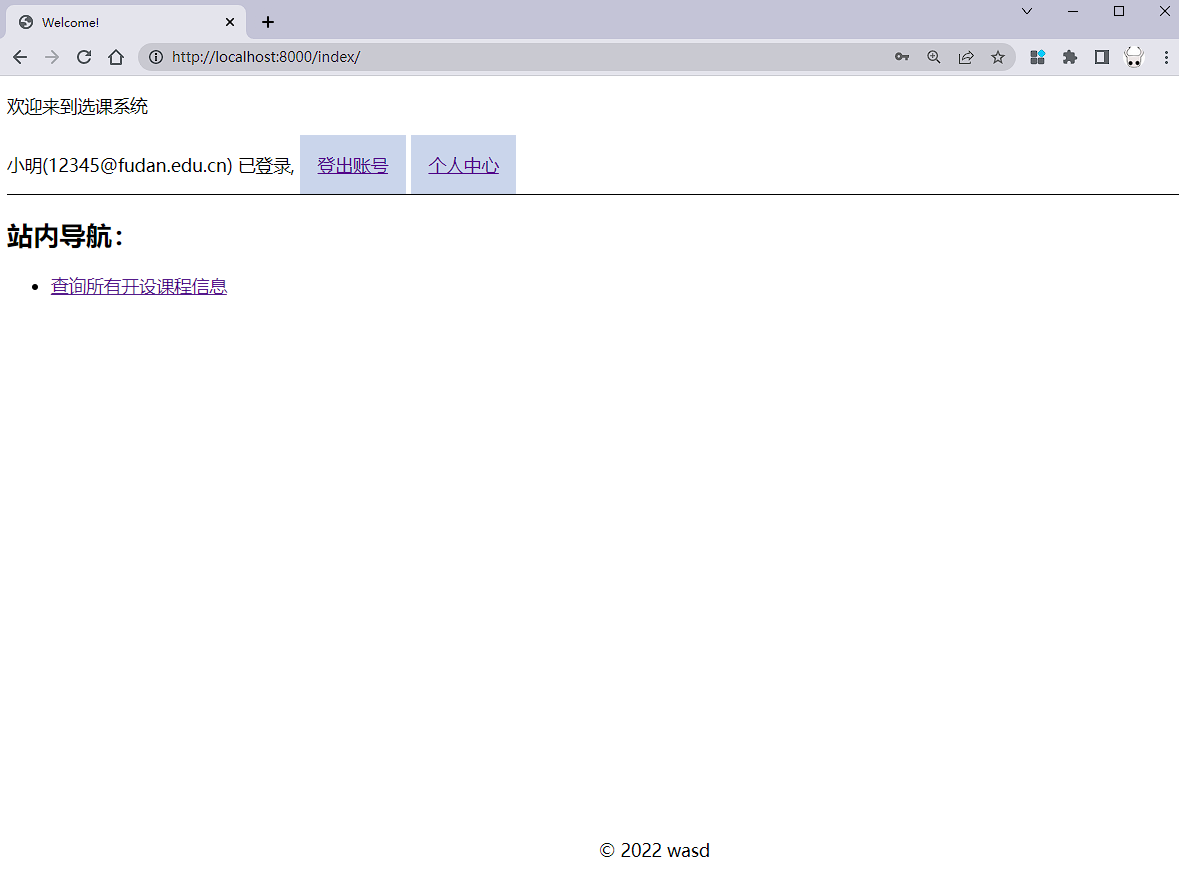 Welcome!
http://localhost:8000/index/
欢迎来到选课系统
小明(12345@fudan.edu.cn) 已登录, 登出账号 个人中心
站内导航：
查询所有开设课程信息
© 2022 wasd